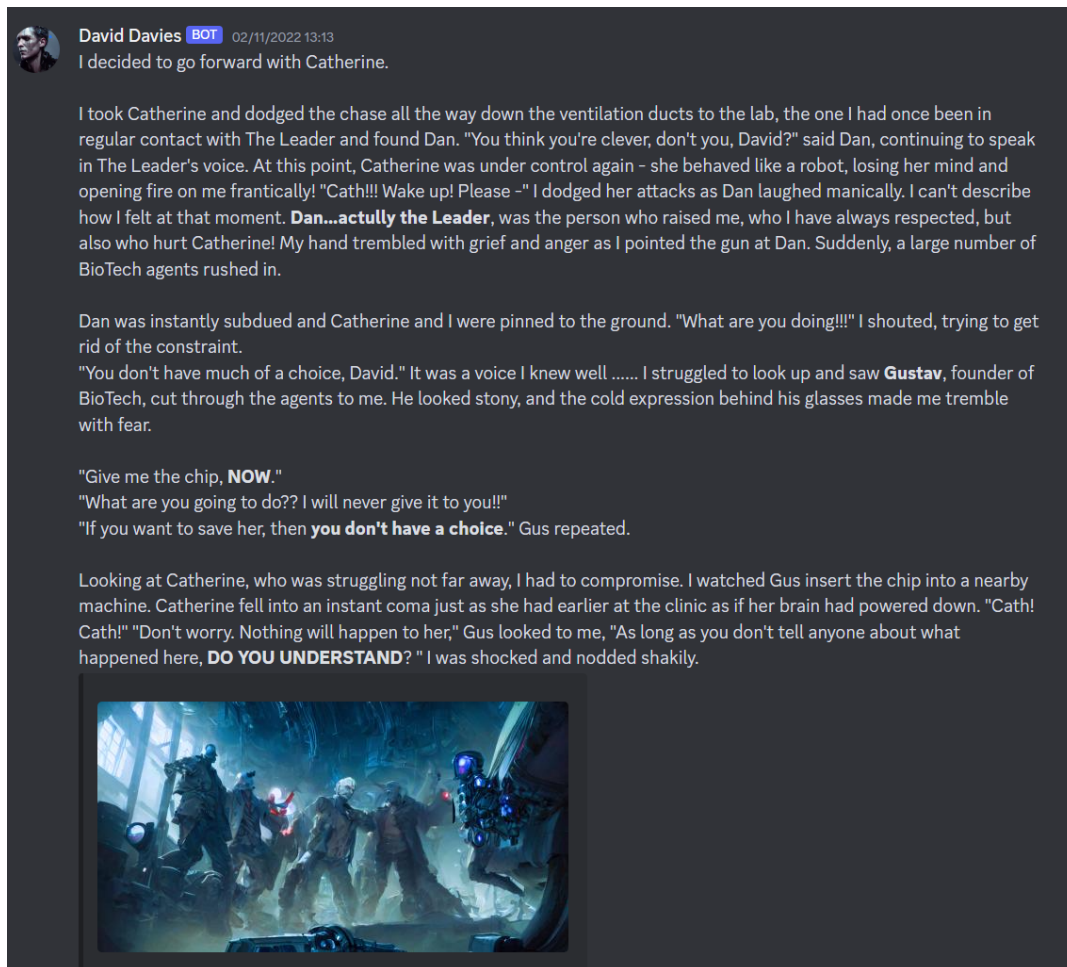 David Davies BOT 02/11/2022 13:13
I decided to go forward with Catherine.
I took Catherine and dodged the chase all the way down the ventilation ducts to the lab, the one I had once been in
regular contact with The Leader and found Dan. "You think you're clever, don't you, David?" said Dan, continuing to speak
in The Leader's voice. At this point, Catherine was under control again - she behaved like a robot, losing her mind and
opening fire on me frantically! "Cath!!! Wake up! Please -" I dodged her attacks as Dan laughed manically. I can't describe
how I felt at that moment. Dan...actully the Leader, was the person who raised me, who I have always respected, but
also who hurt Catherine! My hand trembled with grief and anger as I pointed the gun at Dan. Suddenly, a large number of
BioTech agents rushed in.
Dan was instantly subdued and Catherine and I were pinned to the ground. "What are you doing!!!" I shouted, trying to get
rid of the constraint.
"You don't have much of a choice, David." It was a voice I knew well ...... I struggled to look up and saw Gustav, founder of
BioTech, cut through the agents to me. He looked stony, and the cold expression behind his glasses made me tremble
with fear.
"Give me the chip, NOW."
"What are you going to do?? I will never give it to you!!"
"If you want to save her, then you don't have a choice." Gus repeated.
Looking at Catherine, who was struggling not far away, I had to compromise. I watched Gus insert the chip into a nearby
machine. Catherine fell into an instant coma just as she had earlier at the clinic as if her brain had powered down. "Cath!
Cath!" "Don't worry. Nothing will happen to her," Gus looked to me, "As long as you don't tell anyone about what
happened here, DO YOU UNDERSTAND? " I was shocked and nodded shakily.